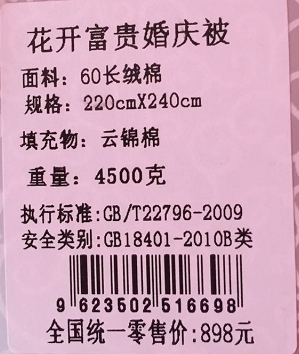 花开富贵婚庆被
面料：60长绒棉
规格：220cmX240cm
填充物：云锦棉
重量：4500克
执行标准:GB/T22796-2009
安全类别:GB18401-2010B类
9 623502 516698
全国统一零售价:898元